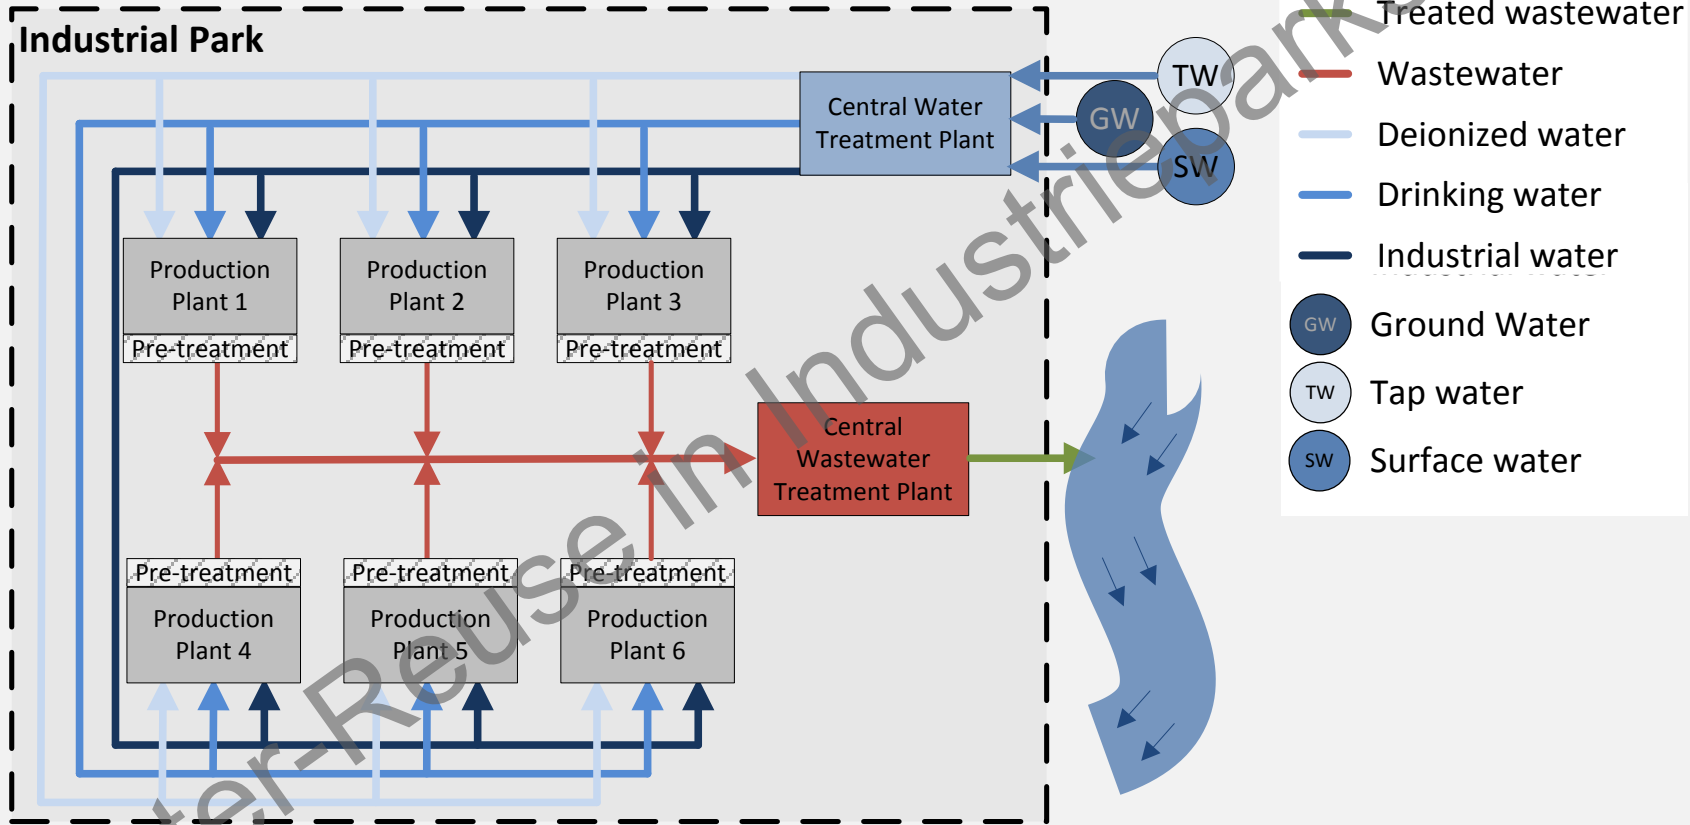 Industrial Park
Central Water
Treatment Plant
TW
GW
SW
Production
Plant 1
Pre-treatment
Production
Plant 2
Pre-treatment
Production
Plant 3
Pre-treatment
Central
Wastewater
Treatment Plant
Pre-treatment
Production
Plant 4
Pre-treatment
Production
Plant 5
Pre-treatment
Production
Plant 6
Treated wastewater
Wastewater
Deionized water
Drinking water
Industrial water
GW Ground Water
TW Tap water
SW Surface water
ter-Reuse in Industriepark